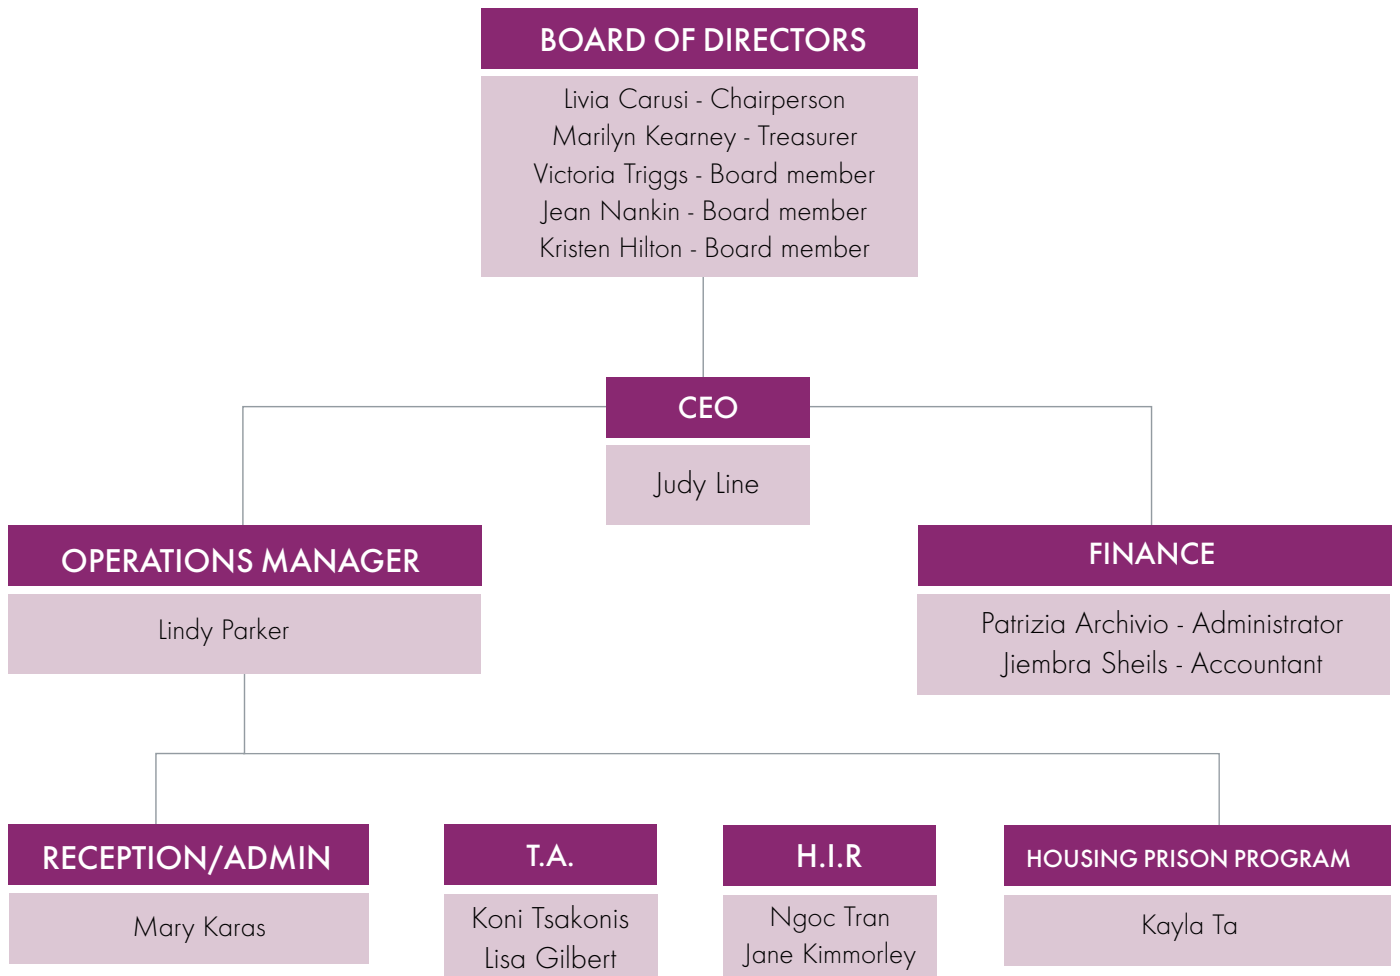 BOARD OF DIRECTORS
Livia Carusi - Chairperson
Marilyn Kearney - Treasurer
Victoria Triggs - Board member
Jean Nankin - Board member
Kristen Hilton - Board member
CEO
Judy Line
OPERATIONS MANAGER
Lindy Parker
FINANCE
Patrizia Archivio - Administrator
Jiembra Sheils - Accountant
RECEPTION/ADMIN
Mary Karas
T.A.
Koni Tsakonis
Lisa Gilbert
H.I.R
Ngoc Tran
Jane Kimmorley
HOUSING PRISON PROGRAM
Kayla Ta